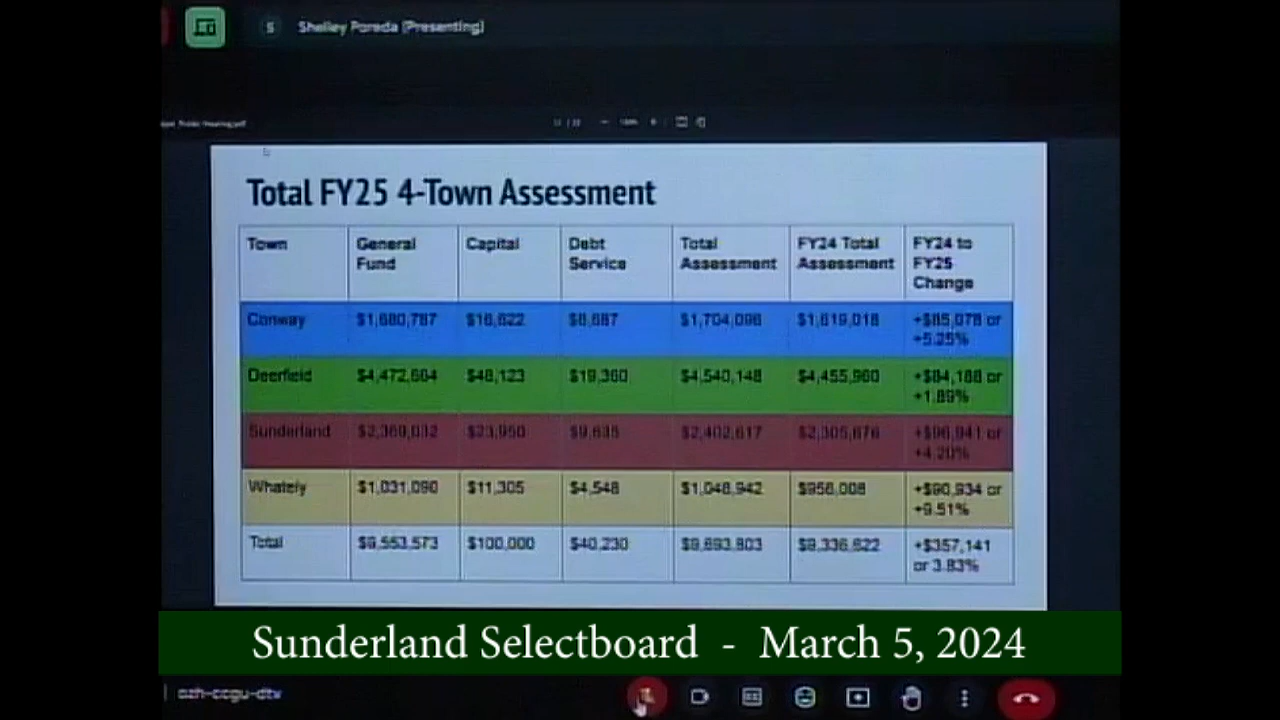 S Shelley Poreda (Presenting)
Total FY25 4-Town Assessment
Town General Fund Capital Debt Service Total Assessment FY24 Total Assessment FY24 to FY25 Change
Conway $1,680,787 $16,622 $6,687 $1,704,096 $1,619,018 +$85,078 or +5.25%
Deerfield $4,472,664 $48,123 $19,360 $4,540,148 $4,455,960 +$84,188 or +1.89%
Sunderland $2,369,032 $23,950 $9,635 $2,402,617 $2,305,676 +$96,941 or +4.20%
Whately $1,031,090 $11,305 $4,548 $1,046,942 $956,008 +$90,934 or +9.51%
Total $9,553,573 $100,000 $40,230 $9,693,803 $9,336,662 +$357,141 or 3.83%
Sunderland Selectboard - March 5, 2024